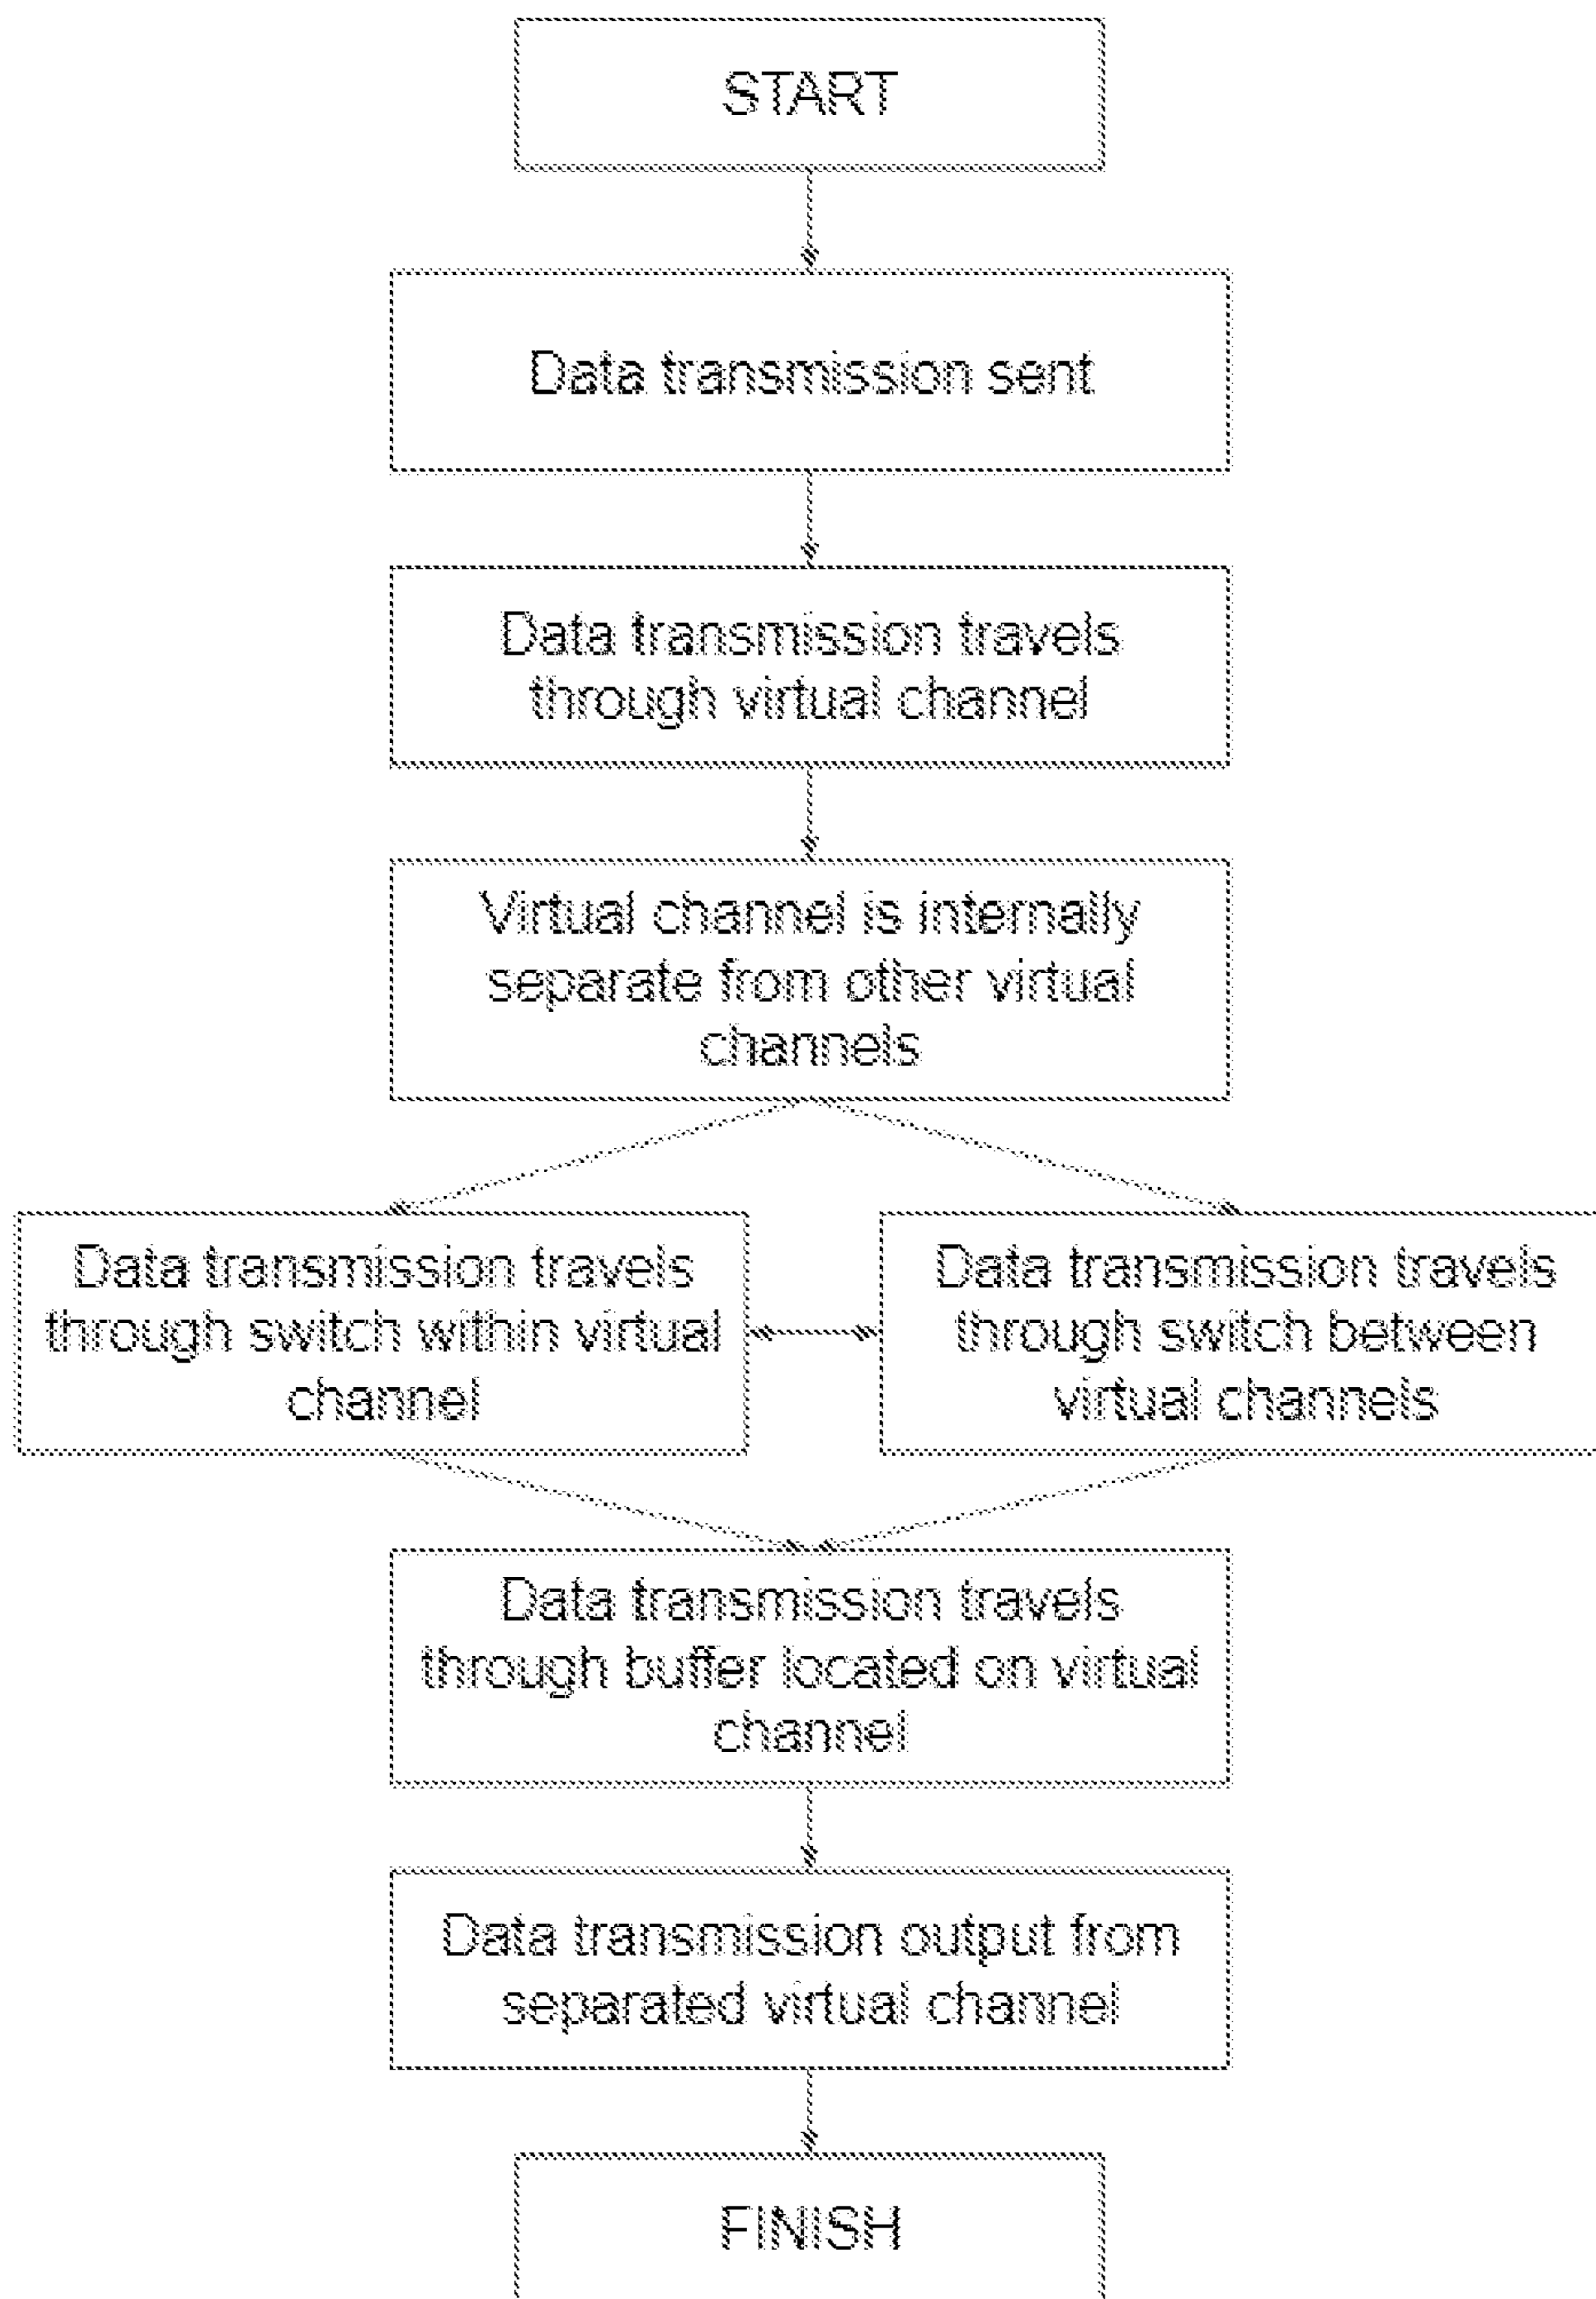 START
Data transmission sent
Data transmission travels
through virtual channel
Virtual channel is internally
separate from other virtual
channels
Data transmission travels
through switch within virtual
channel
Data transmission travels
through switch between
virtual channels
Data transmission travels
through buffer located on virtual
channel
Data transmission output from
separated virtual channel
FINISH